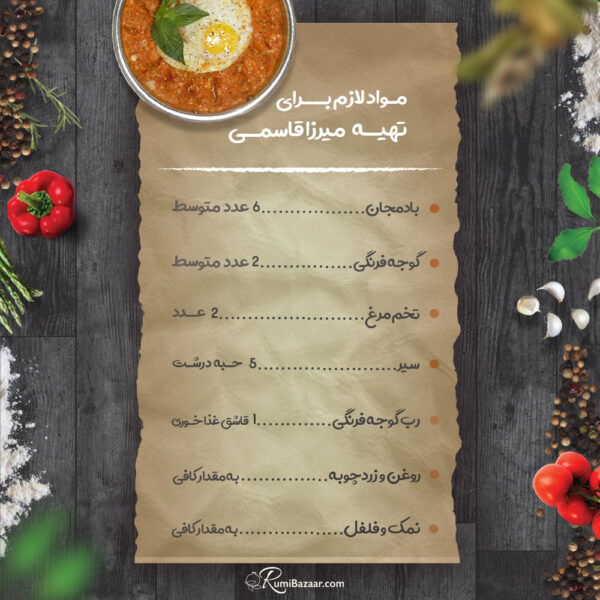 مواد لازم برای
تهیه میرزا قاسمی
بادمجان..................6 عدد متوسط
گوجه فرنگی................2 عدد متوسط
تخم مرغ.........................2 عدد
سیر........................5 حبه درشت
رب گوجه فرنگی.............1 قاشق غذاخوری
روغن و زردچوبه..................به مقدار کافی
نمک و فلفل..................به مقدار کافی
RumiBazaar.com